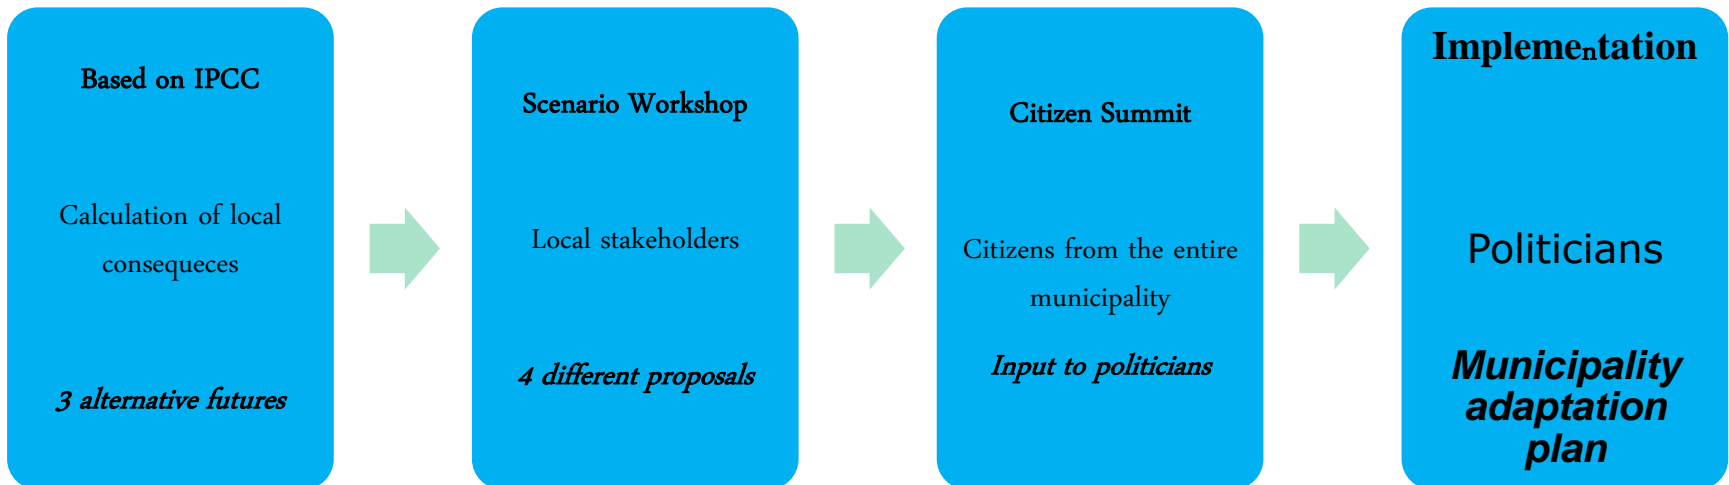 Based on IPCC
Calculation of local
consequeces
3 alternative futures
Scenario Workshop
Local stakeholders
4 different proposals
Citizen Summit
Citizens from the entire
municipality
Input to politicians
Implementation
Politicians
Municipality
adaptation
plan